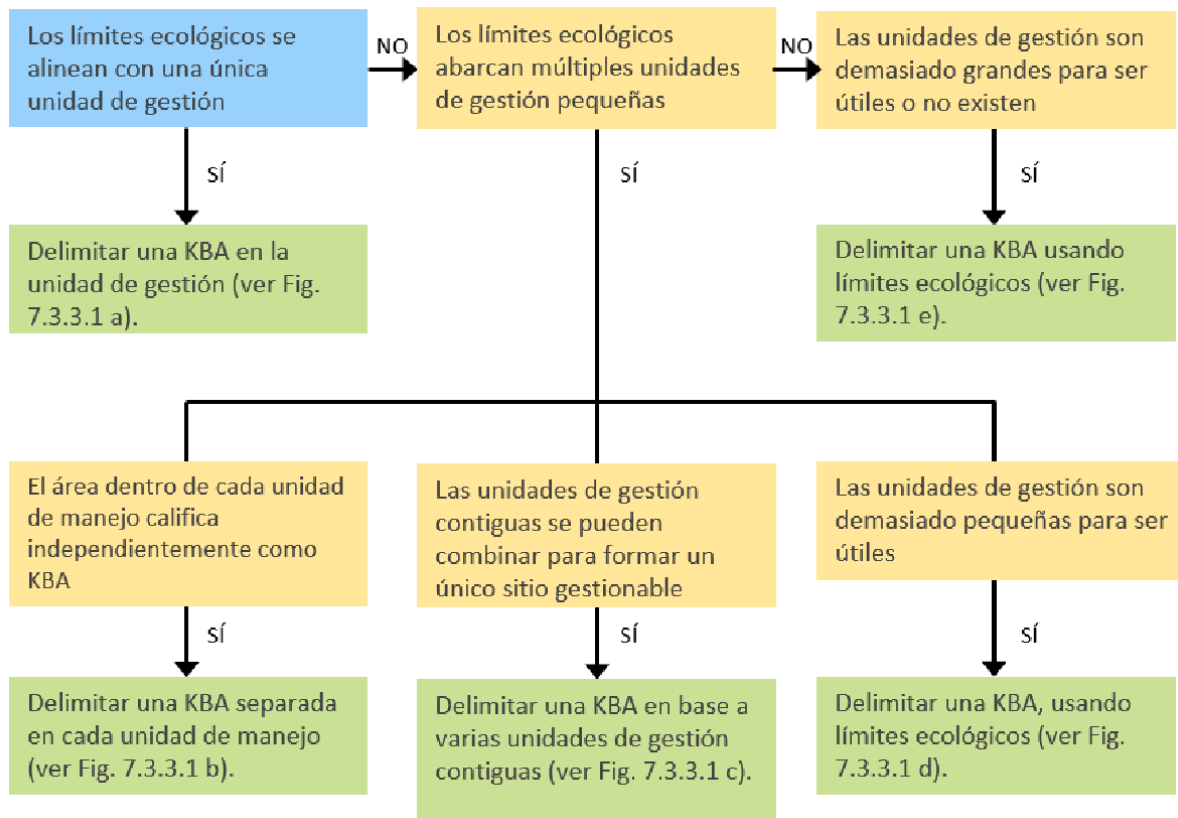 Los límites ecológicos se
alinean con una única
unidad de gestión
NO
Los límites ecológicos
abarcan múltiples unidades
de gestión pequeñas
NO
Las unidades de gestión son
demasiado grandes para ser
útiles o no existen
SÍ
SÍ
SÍ
Delimitar una KBA en la
unidad de gestión (ver Fig.
7.3.3.1 a).
Delimitar una KBA usando
límites ecológicos (ver Fig.
7.3.3.1 e).
El área dentro de cada unidad
de manejo califica
independientemente como
KBA
Las unidades de gestión
contiguas se pueden
combinar para formar un
único sitio gestionable
Las unidades de gestión son
demasiado pequeñas para ser
útiles
SÍ
SÍ
SÍ
Delimitar una KBA separada
en cada unidad de manejo
(ver Fig. 7.3.3.1 b).
Delimitar una KBA en base a
varias unidades de gestión
contiguas (ver Fig. 7.3.3.1 c).
Delimitar una KBA, usando
límites ecológicos (ver Fig.
7.3.3.1 d).